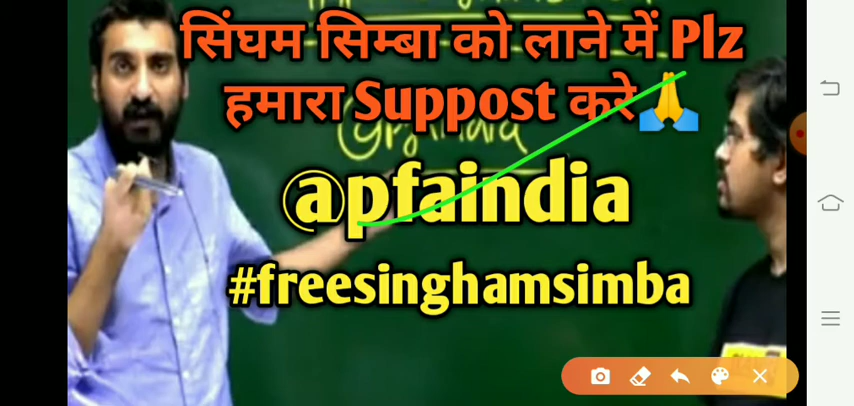 सिंघम सिम्बा को लाने में Plz
हमारा Suppost करे🙏
@pfaindia
#freesinghamsimba